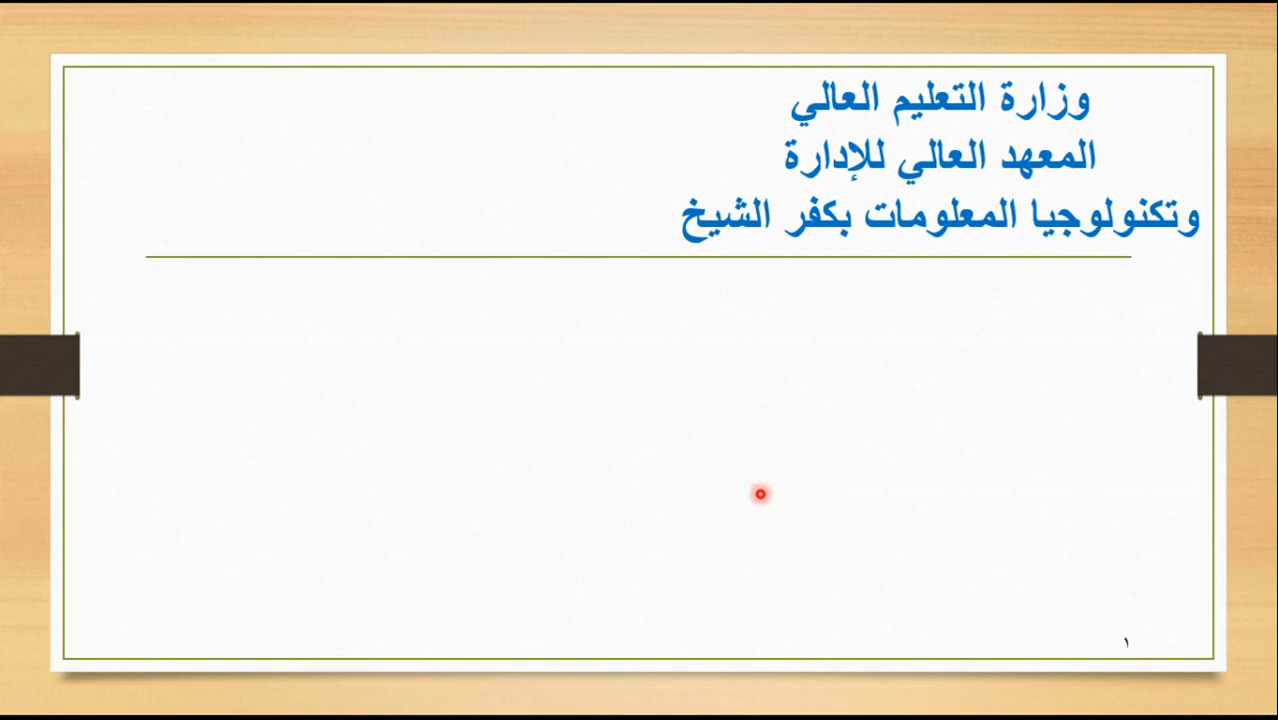 وزارة التعليم العالي
المعهد العالي للإدارة
وتكنولوجيا المعلومات بكفر الشيخ
١